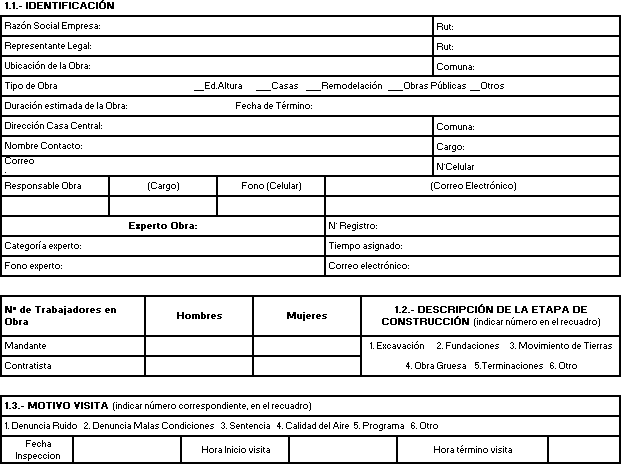 1.1.- IDENTIFICACIÓN
Razón Social Empresa: Rut:
Representante Legal: Rut:
Ubicación de la Obra: Comuna:
Tipo de Obra __Ed.Altura ___Casas ___Remodelación ___Obras Públicas __Otros
Duración estimada de la Obra: Fecha de Término:
Dirección Casa Central: Comuna:
Nombre Contacto: Cargo:
Correo
. N°Celular
Responsable Obra (Cargo) Fono (Celular) (Correo Electrónico)
Experto Obra: N° Registro:
Categoría experto: Tiempo asignado:
Fono experto: Correo electrónico:
Nº de Trabajadores en
Obra
Hombres
Mujeres
1.2.- DESCRIPCIÓN DE LA ETAPA DE
CONSTRUCCIÓN (indicar número en el recuadro)
Mandante
Contratista
1. Excavación 2. Fundaciones 3. Movimiento de Tierras
4. Obra Gruesa 5.Terminaciones 6. Otro
1.3.- MOTIVO VISITA (indicar número correspondiente, en el recuadro)
1. Denuncia Ruido 2. Denuncia Malas Condiciones 3. Sentencia 4. Calidad del Aire 5. Programa 6. Otro
Fecha
Inspeccion
Hora Inicio visita
Hora término visita